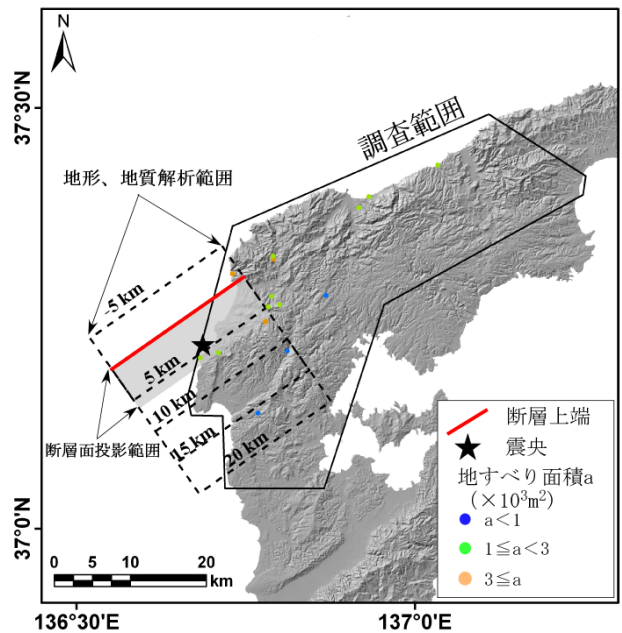 N
37°30'N
調査範囲
地形、地質解析範囲
-5 km
5 km
10 km
15 km
20 km
断層面投影範囲
断層上端
震央
地すべり面積a
（×10³m²）
a＜1
1≦a＜3
3≦a
37°0'N
0 5 10 20
km
136°30'E
137°0'E